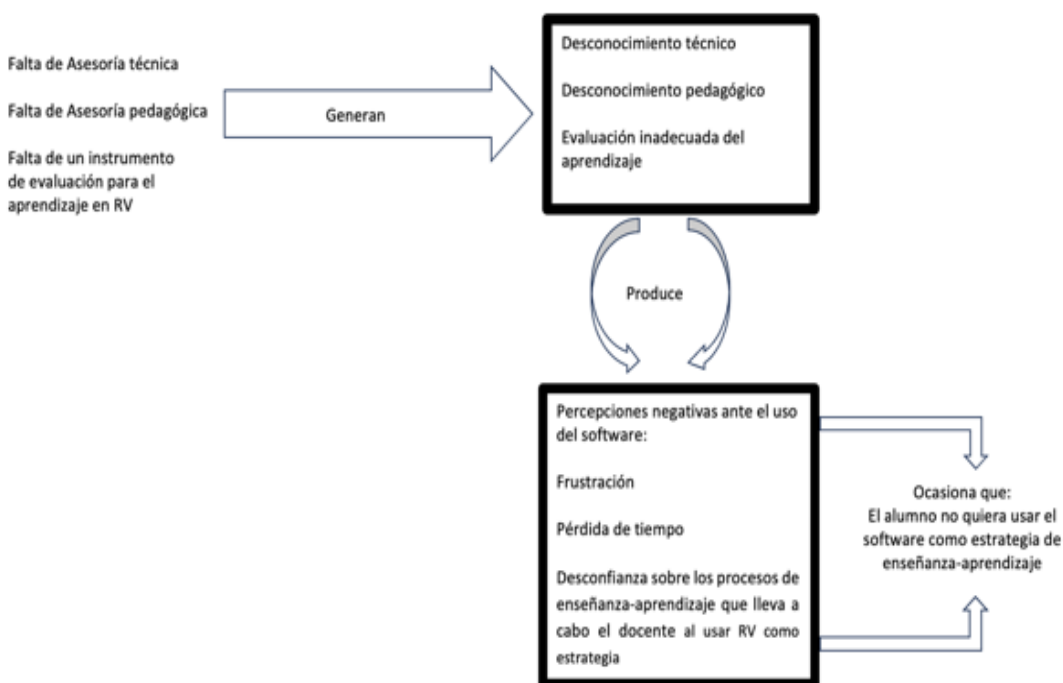 Falta de Asesoría técnica
Falta de Asesoría pedagógica
Falta de un instrumento
de evaluación para el
aprendizaje en RV
Generan
Desconocimiento técnico
Desconocimiento pedagógico
Evaluación inadecuada del
aprendizaje
Produce
Percepciones negativas ante el uso
del software:
Frustración
Pérdida de tiempo
Desconfianza sobre los procesos de
enseñanza-aprendizaje que lleva a
cabo el docente al usar RV como
estrategia
Ocasiona que:
El alumno no quiera usar el
software como estrategia de
enseñanza-aprendizaje